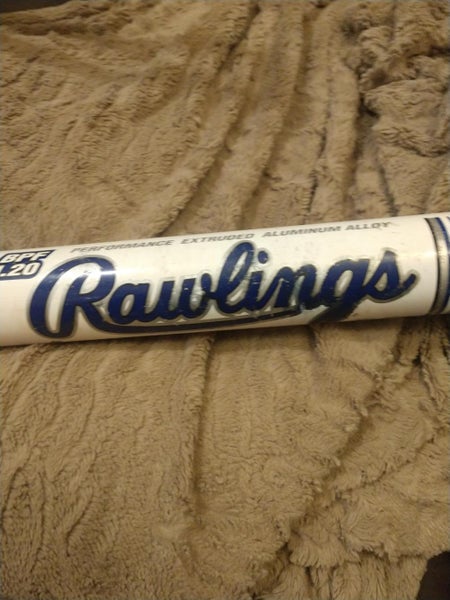 BPF
1.20
PERFORMANCE EXTRUDED ALUMINUM ALLOY
Rawlings